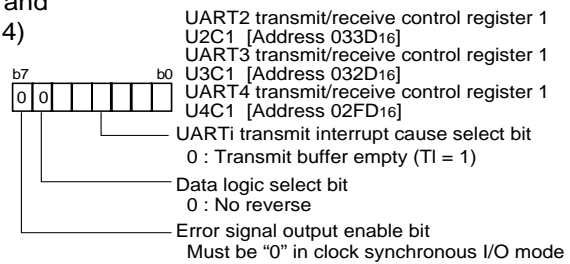 and
4)
UART2 transmit/receive control register 1
U2C1 [Address 033D16]
UART3 transmit/receive control register 1
U3C1 [Address 032D16]
UART4 transmit/receive control register 1
U4C1 [Address 02FD16]
b7 b0
0 0
UARTi transmit interrupt cause select bit
0 : Transmit buffer empty (TI = 1)
Data logic select bit
0 : No reverse
Error signal output enable bit
Must be “0” in clock synchronous I/O mode